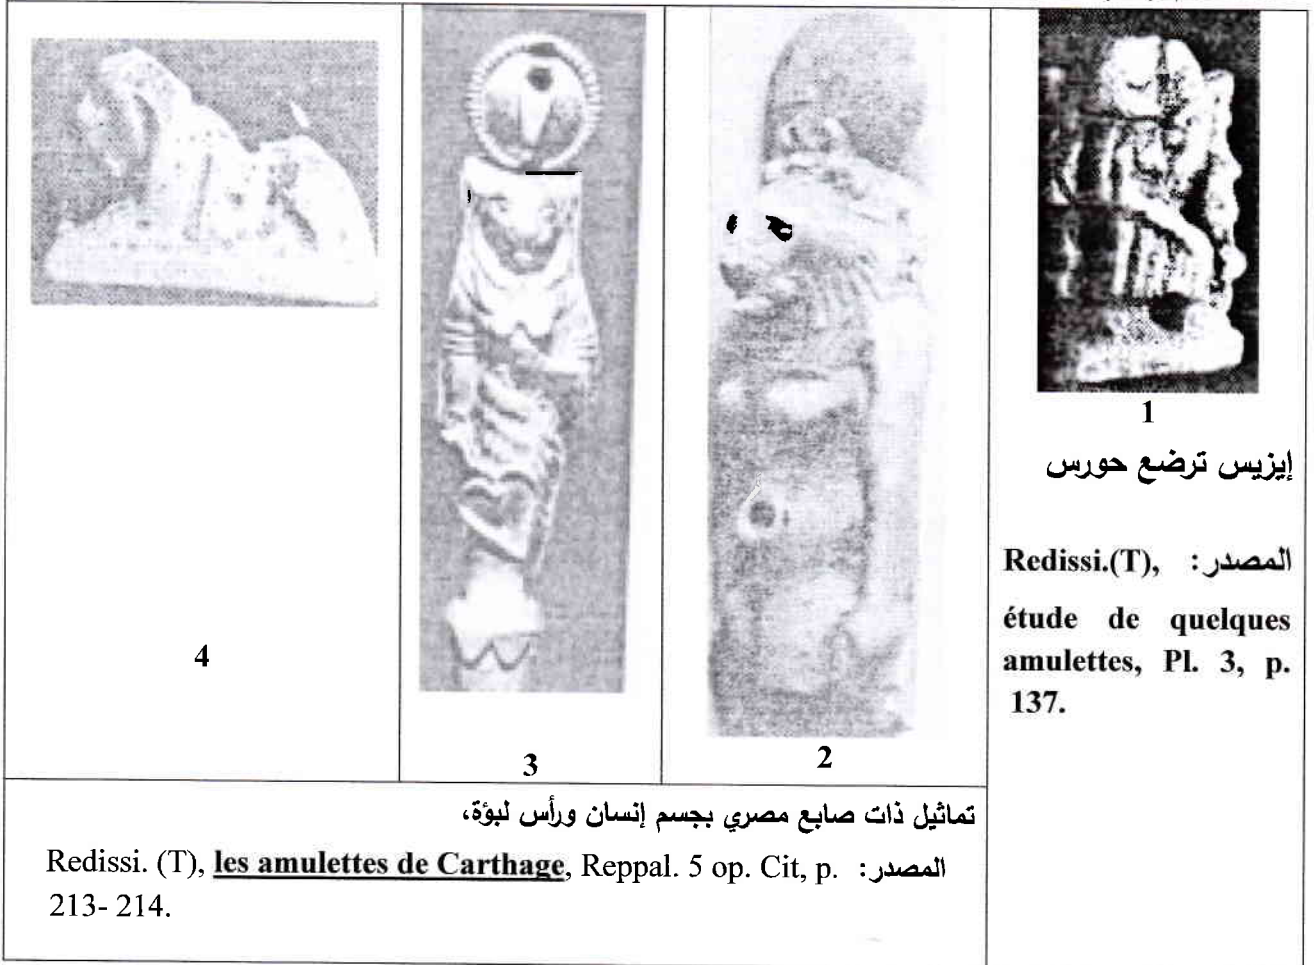 1
إيزيس ترضع حورس
المصدر: Redissi.(T),
étude de quelques
amulettes, Pl. 3, p.
137.
2
3
4
تماثيل ذات صابع مصري بجسم إنسان ورأس لبؤة،
المصدر: Redissi. (T), les amulettes de Carthage, Reppal. 5 op. Cit, p.
213- 214.